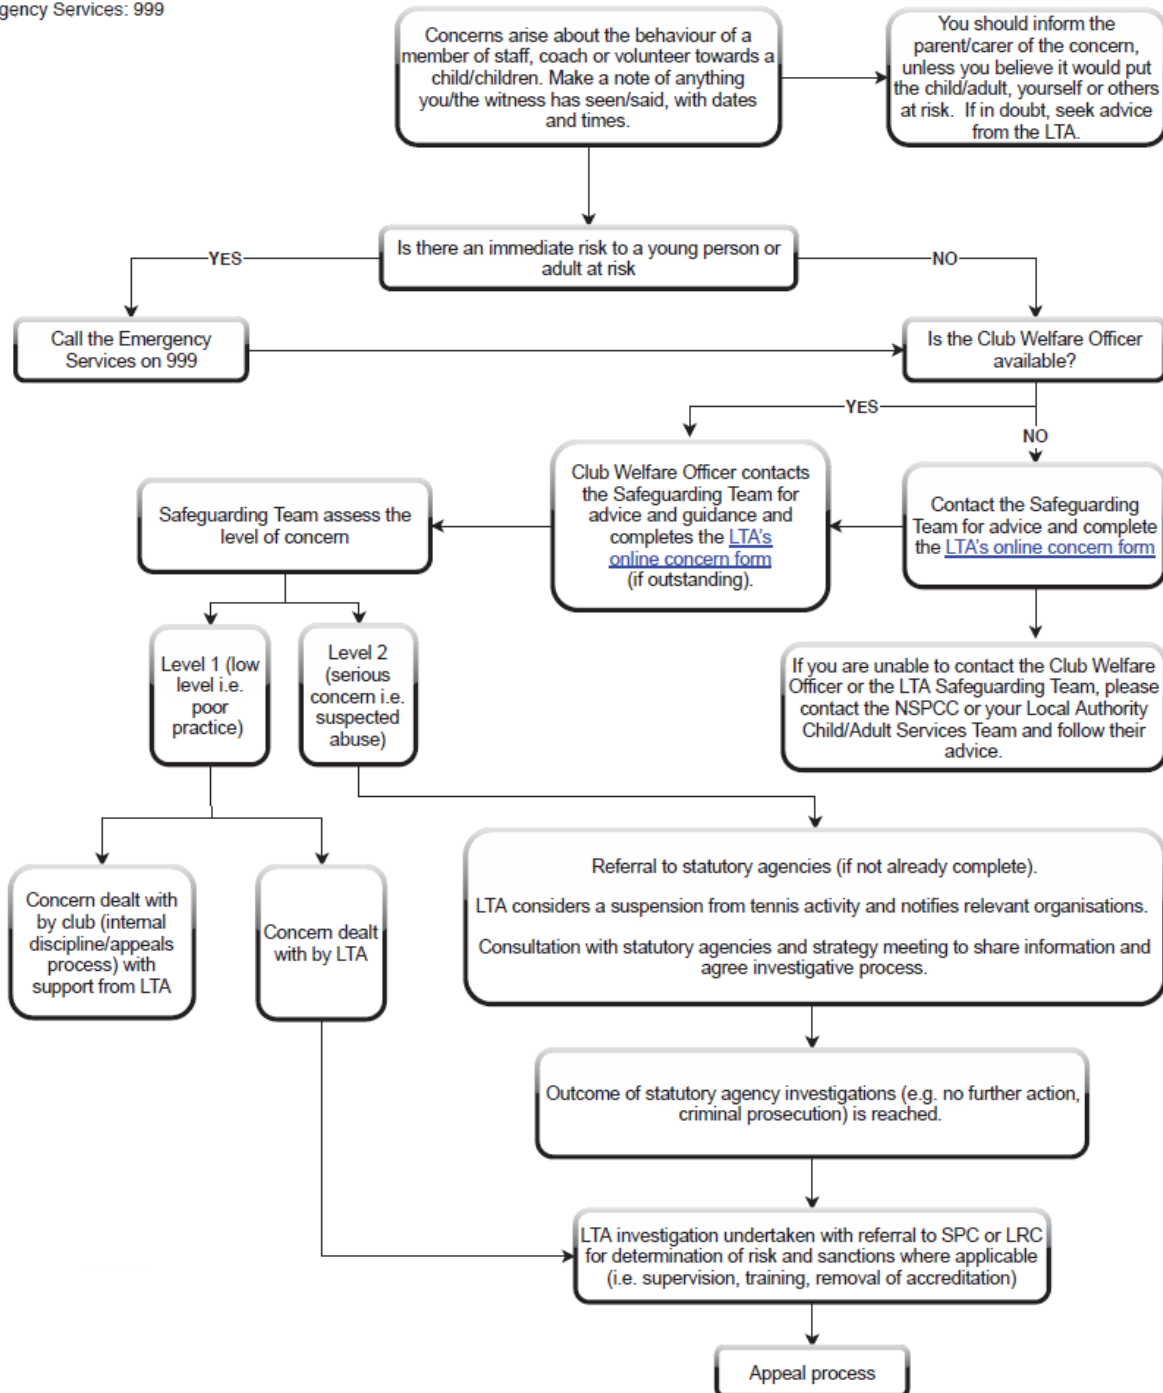 gency Services: 999
Concerns arise about the behaviour of a
member of staff, coach or volunteer towards a
child/children. Make a note of anything
you/the witness has seen/said, with dates
and times.
You should inform the
parent/carer of the concern,
unless you believe it would put
the child/adult, yourself or others
at risk. If in doubt, seek advice
from the LTA.
Is there an immediate risk to a young person or
adult at risk
YES
NO
Call the Emergency
Services on 999
Is the Club Welfare Officer
available?
YES
NO
Club Welfare Officer contacts
the Safeguarding Team for
advice and guidance and
completes the LTA's
online concern form
(if outstanding).
Contact the Safeguarding
Team for advice and complete
the LTA's online concern form
Safeguarding Team assess the
level of concern
Level 1 (low
level i.e.
poor
practice)
Level 2
(serious
concern i.e.
suspected
abuse)
If you are unable to contact the Club Welfare
Officer or the LTA Safeguarding Team, please
contact the NSPCC or your Local Authority
Child/Adult Services Team and follow their
advice.
Concern dealt with
by club (internal
discipline/appeals
process) with
support from LTA
Concern dealt
with by LTA
Referral to statutory agencies (if not already complete).
LTA considers a suspension from tennis activity and notifies relevant organisations.
Consultation with statutory agencies and strategy meeting to share information and
agree investigative process.
Outcome of statutory agency investigations (e.g. no further action,
criminal prosecution) is reached.
LTA investigation undertaken with referral to SPC or LRC
for determination of risk and sanctions where applicable
(i.e. supervision, training, removal of accreditation)
Appeal process